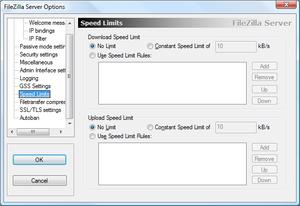 FileZilla Server Options
Welcome mess
IP bindings
IP Filter
Passive mode settin
Security settings
Miscellaneous
Admin Interface sett
Logging
GSS Settings
Speed Limits
Filetransfer compres
SSL/TLS settings
Autoban
OK
Cancel
Speed Limits
FileZilla Server
Download Speed Limit
No Limit
Constant Speed Limit of
10
kB/s
Use Speed Limit Rules:
Add
Remove
Up
Down
Upload Speed Limit
No Limit
Constant Speed Limit of
10
kB/s
Use Speed Limit Rules:
Add
Remove
Up
Down